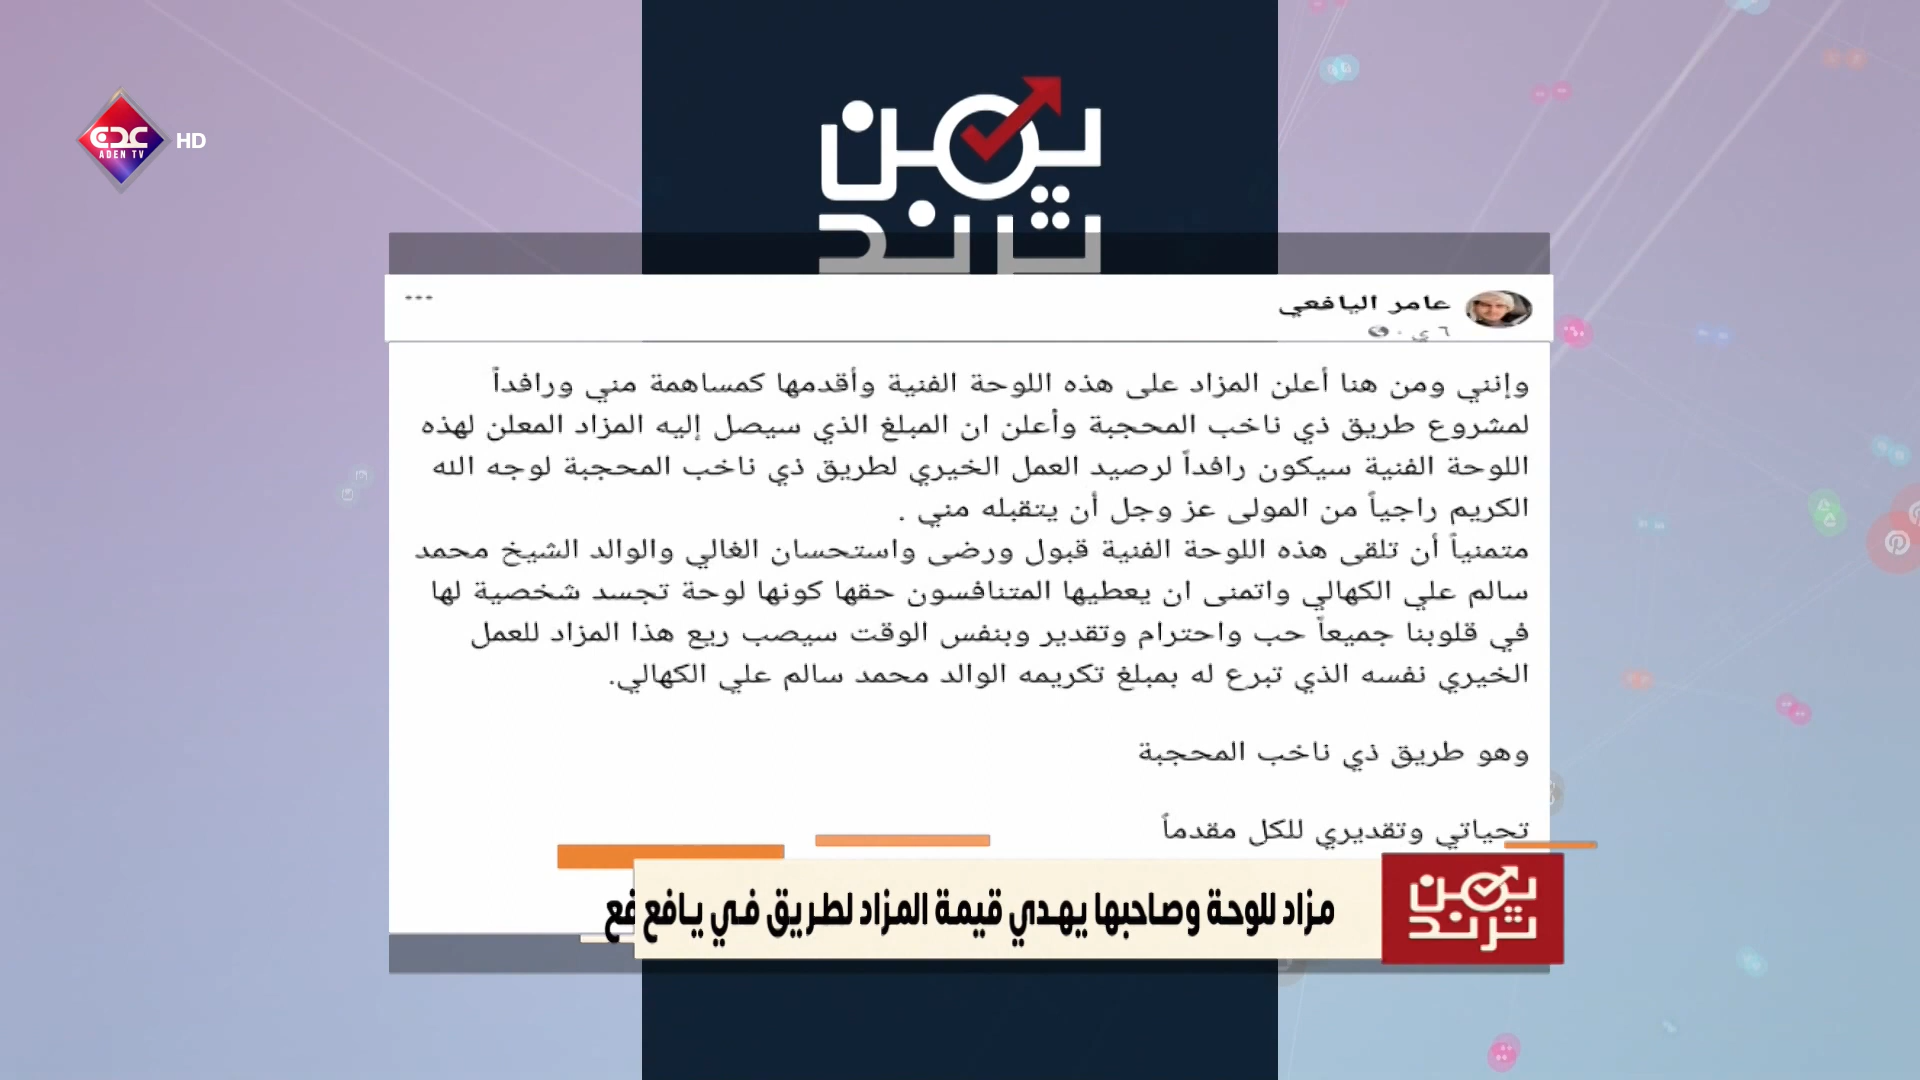 عدن
ADEN TV
HD
يمن
ترند
عامر اليافعي
٦ ي ·
وإنني ومن هنا أعلن المزاد على هذه اللوحة الفنية وأقدمها كمساهمة مني ورافداً
لمشروع طريق ذي ناخب المحجبة وأعلن ان المبلغ الذي سيصل إليه المزاد المعلن لهذه
اللوحة الفنية سيكون رافداً لرصيد العمل الخيري لطريق ذي ناخب المحجبة لوجه الله
الكريم راجياً من المولى عز وجل أن يتقبله مني .
متمنياً أن تلقى هذه اللوحة الفنية قبول ورضى واستحسان الغالي والوالد الشيخ محمد
سالم علي الكهالي واتمنى ان يعطيها المتنافسون حقها كونها لوحة تجسد شخصية لها
في قلوبنا جميعاً حب واحترام وتقدير وبنفس الوقت سيصب ريع هذا المزاد للعمل
الخيري نفسه الذي تبرع له بمبلغ تكريمه الوالد محمد سالم علي الكهالي.
وهو طريق ذي ناخب المحجبة
تحياتي وتقديري للكل مقدماً
مزاد للوحة وصاحبها يهدي قيمة المزاد لطريق في يافع
يمن
ترند